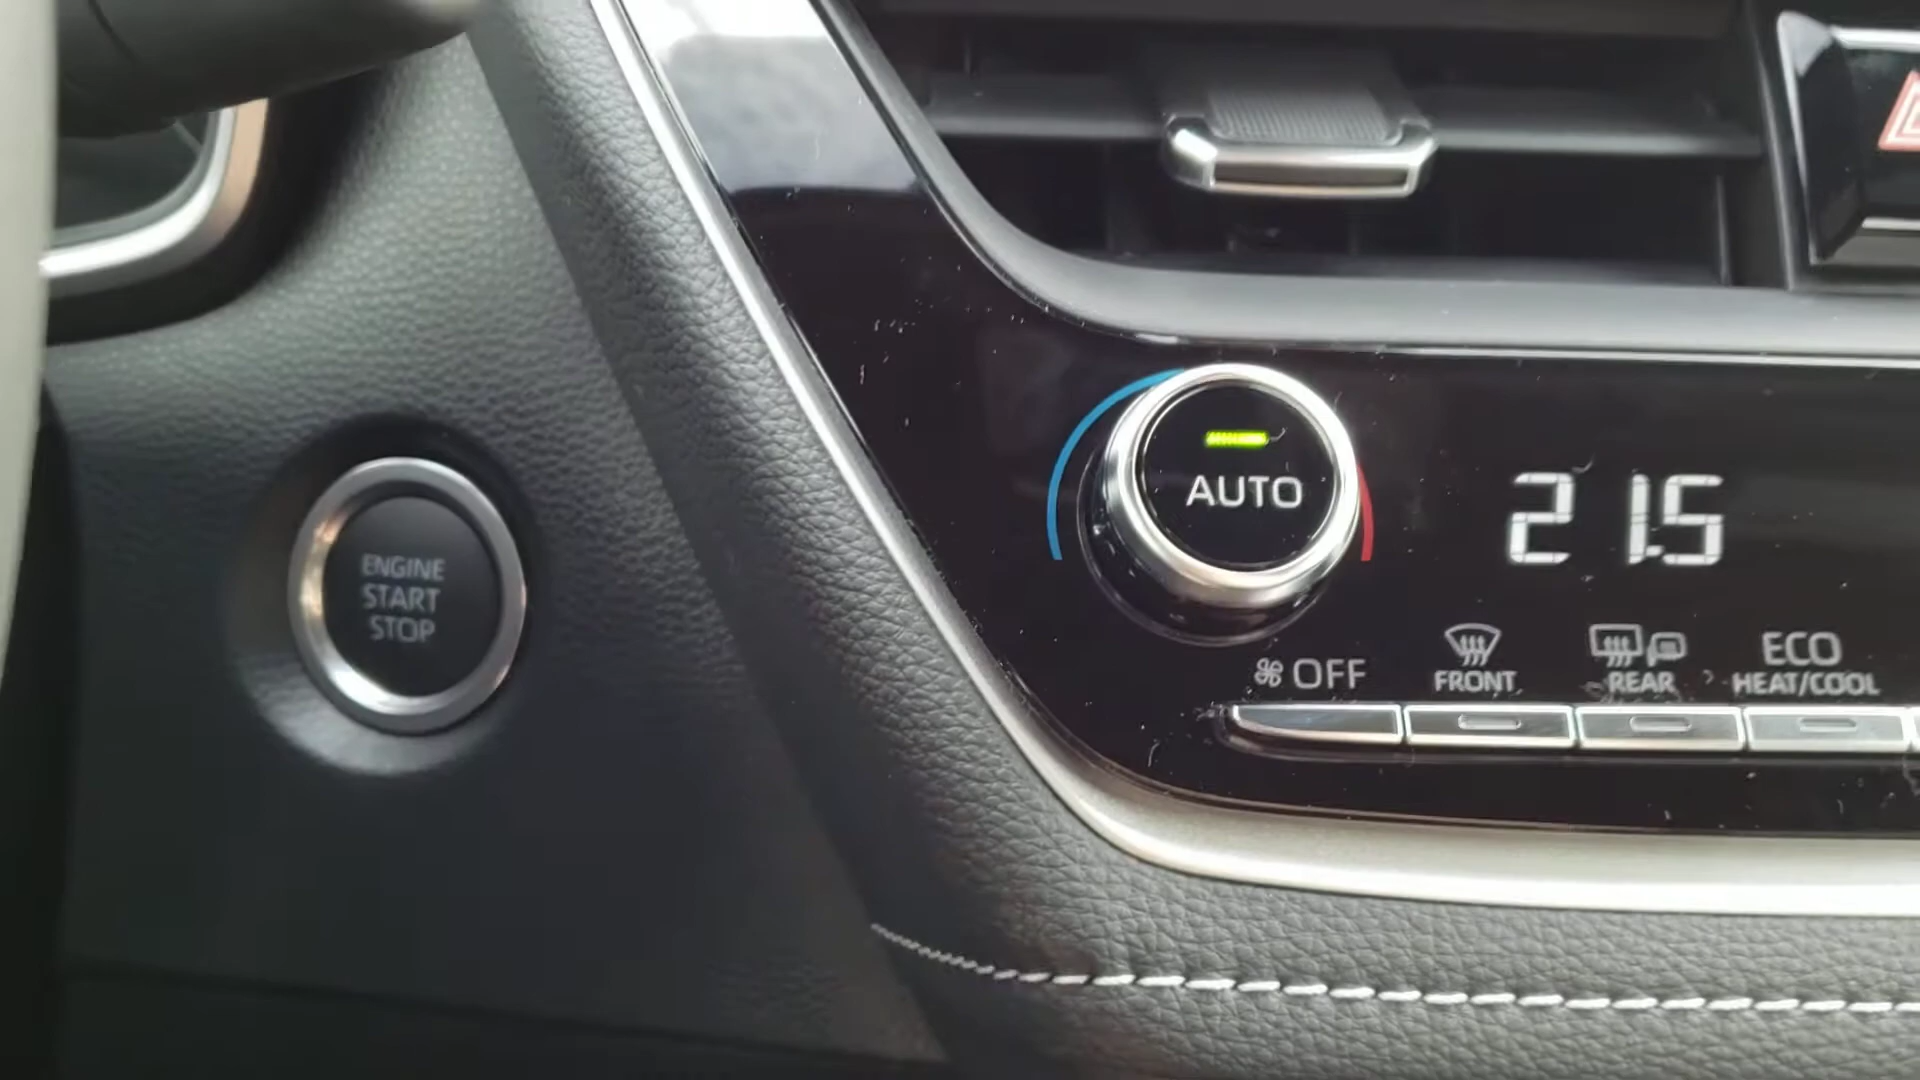 AUTO
21.5
ENGINE
START
STOP
OFF
FRONT
REAR
ECO
HEAT/COOL